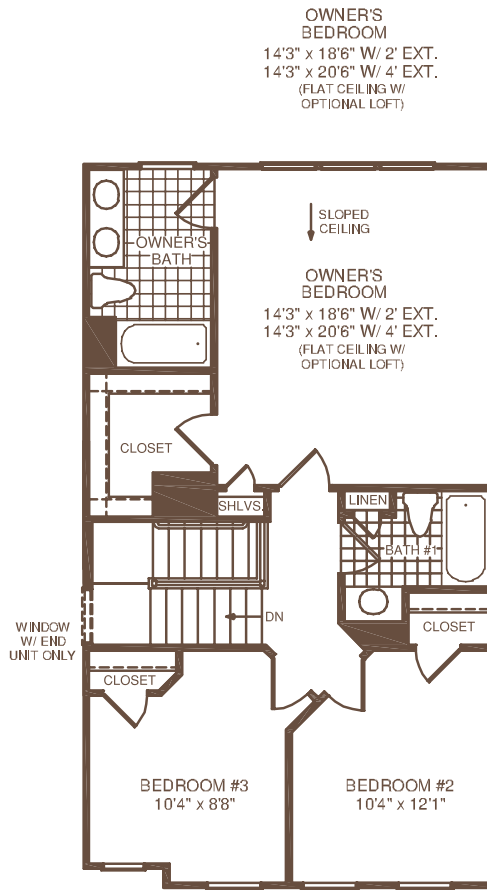 OWNER'S
BEDROOM
14'3" x 18'6" W/ 2' EXT.
14'3" x 20'6" W/ 4' EXT.
(FLAT CEILING W/
OPTIONAL LOFT)
SLOPED
CEILING
OWNER'S
BATH
OWNER'S
BEDROOM
14'3" x 18'6" W/ 2' EXT.
14'3" x 20'6" W/ 4' EXT.
(FLAT CEILING W/
OPTIONAL LOFT)
CLOSET
SHLVS.
LINEN
BATH #1
DN
WINDOW
W/ END
UNIT ONLY
CLOSET
CLOSET
BEDROOM #3
10'4" x 8'8"
BEDROOM #2
10'4" x 12'1"